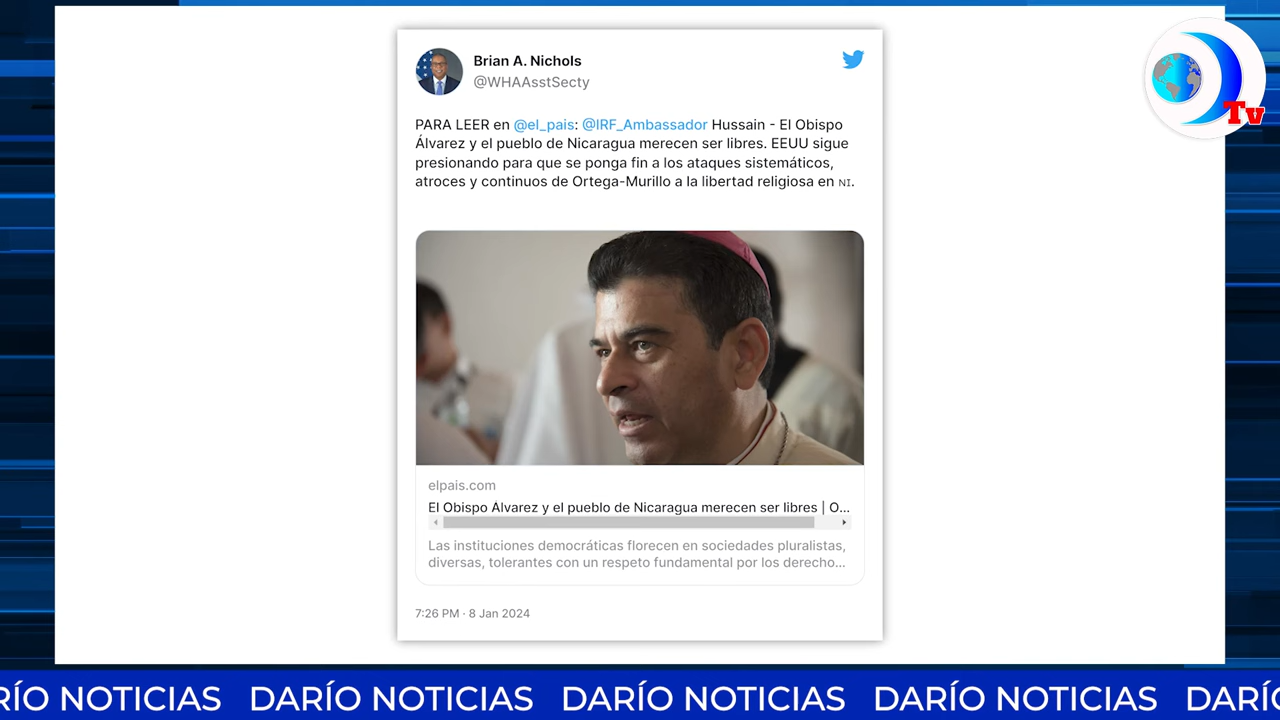 Brian A. Nichols
@WHAAsstSecty
PARA LEER en @el_pais: @IRF_Ambassador Hussain - El Obispo
Álvarez y el pueblo de Nicaragua merecen ser libres. EEUU sigue
presionando para que se ponga fin a los ataques sistemáticos,
atroces y continuos de Ortega-Murillo a la libertad religiosa en NI.
elpais.com
El Obispo Álvarez y el pueblo de Nicaragua merecen ser libres | O...
Las instituciones democráticas florecen en sociedades pluralistas,
diversas, tolerantes con un respeto fundamental por los derecho...
7:26 PM · 8 Jan 2024
Tv
RÍO NOTICIAS DARÍO NOTICIAS DARÍO NOTICIAS DARÍO NOTICIAS DARÍO